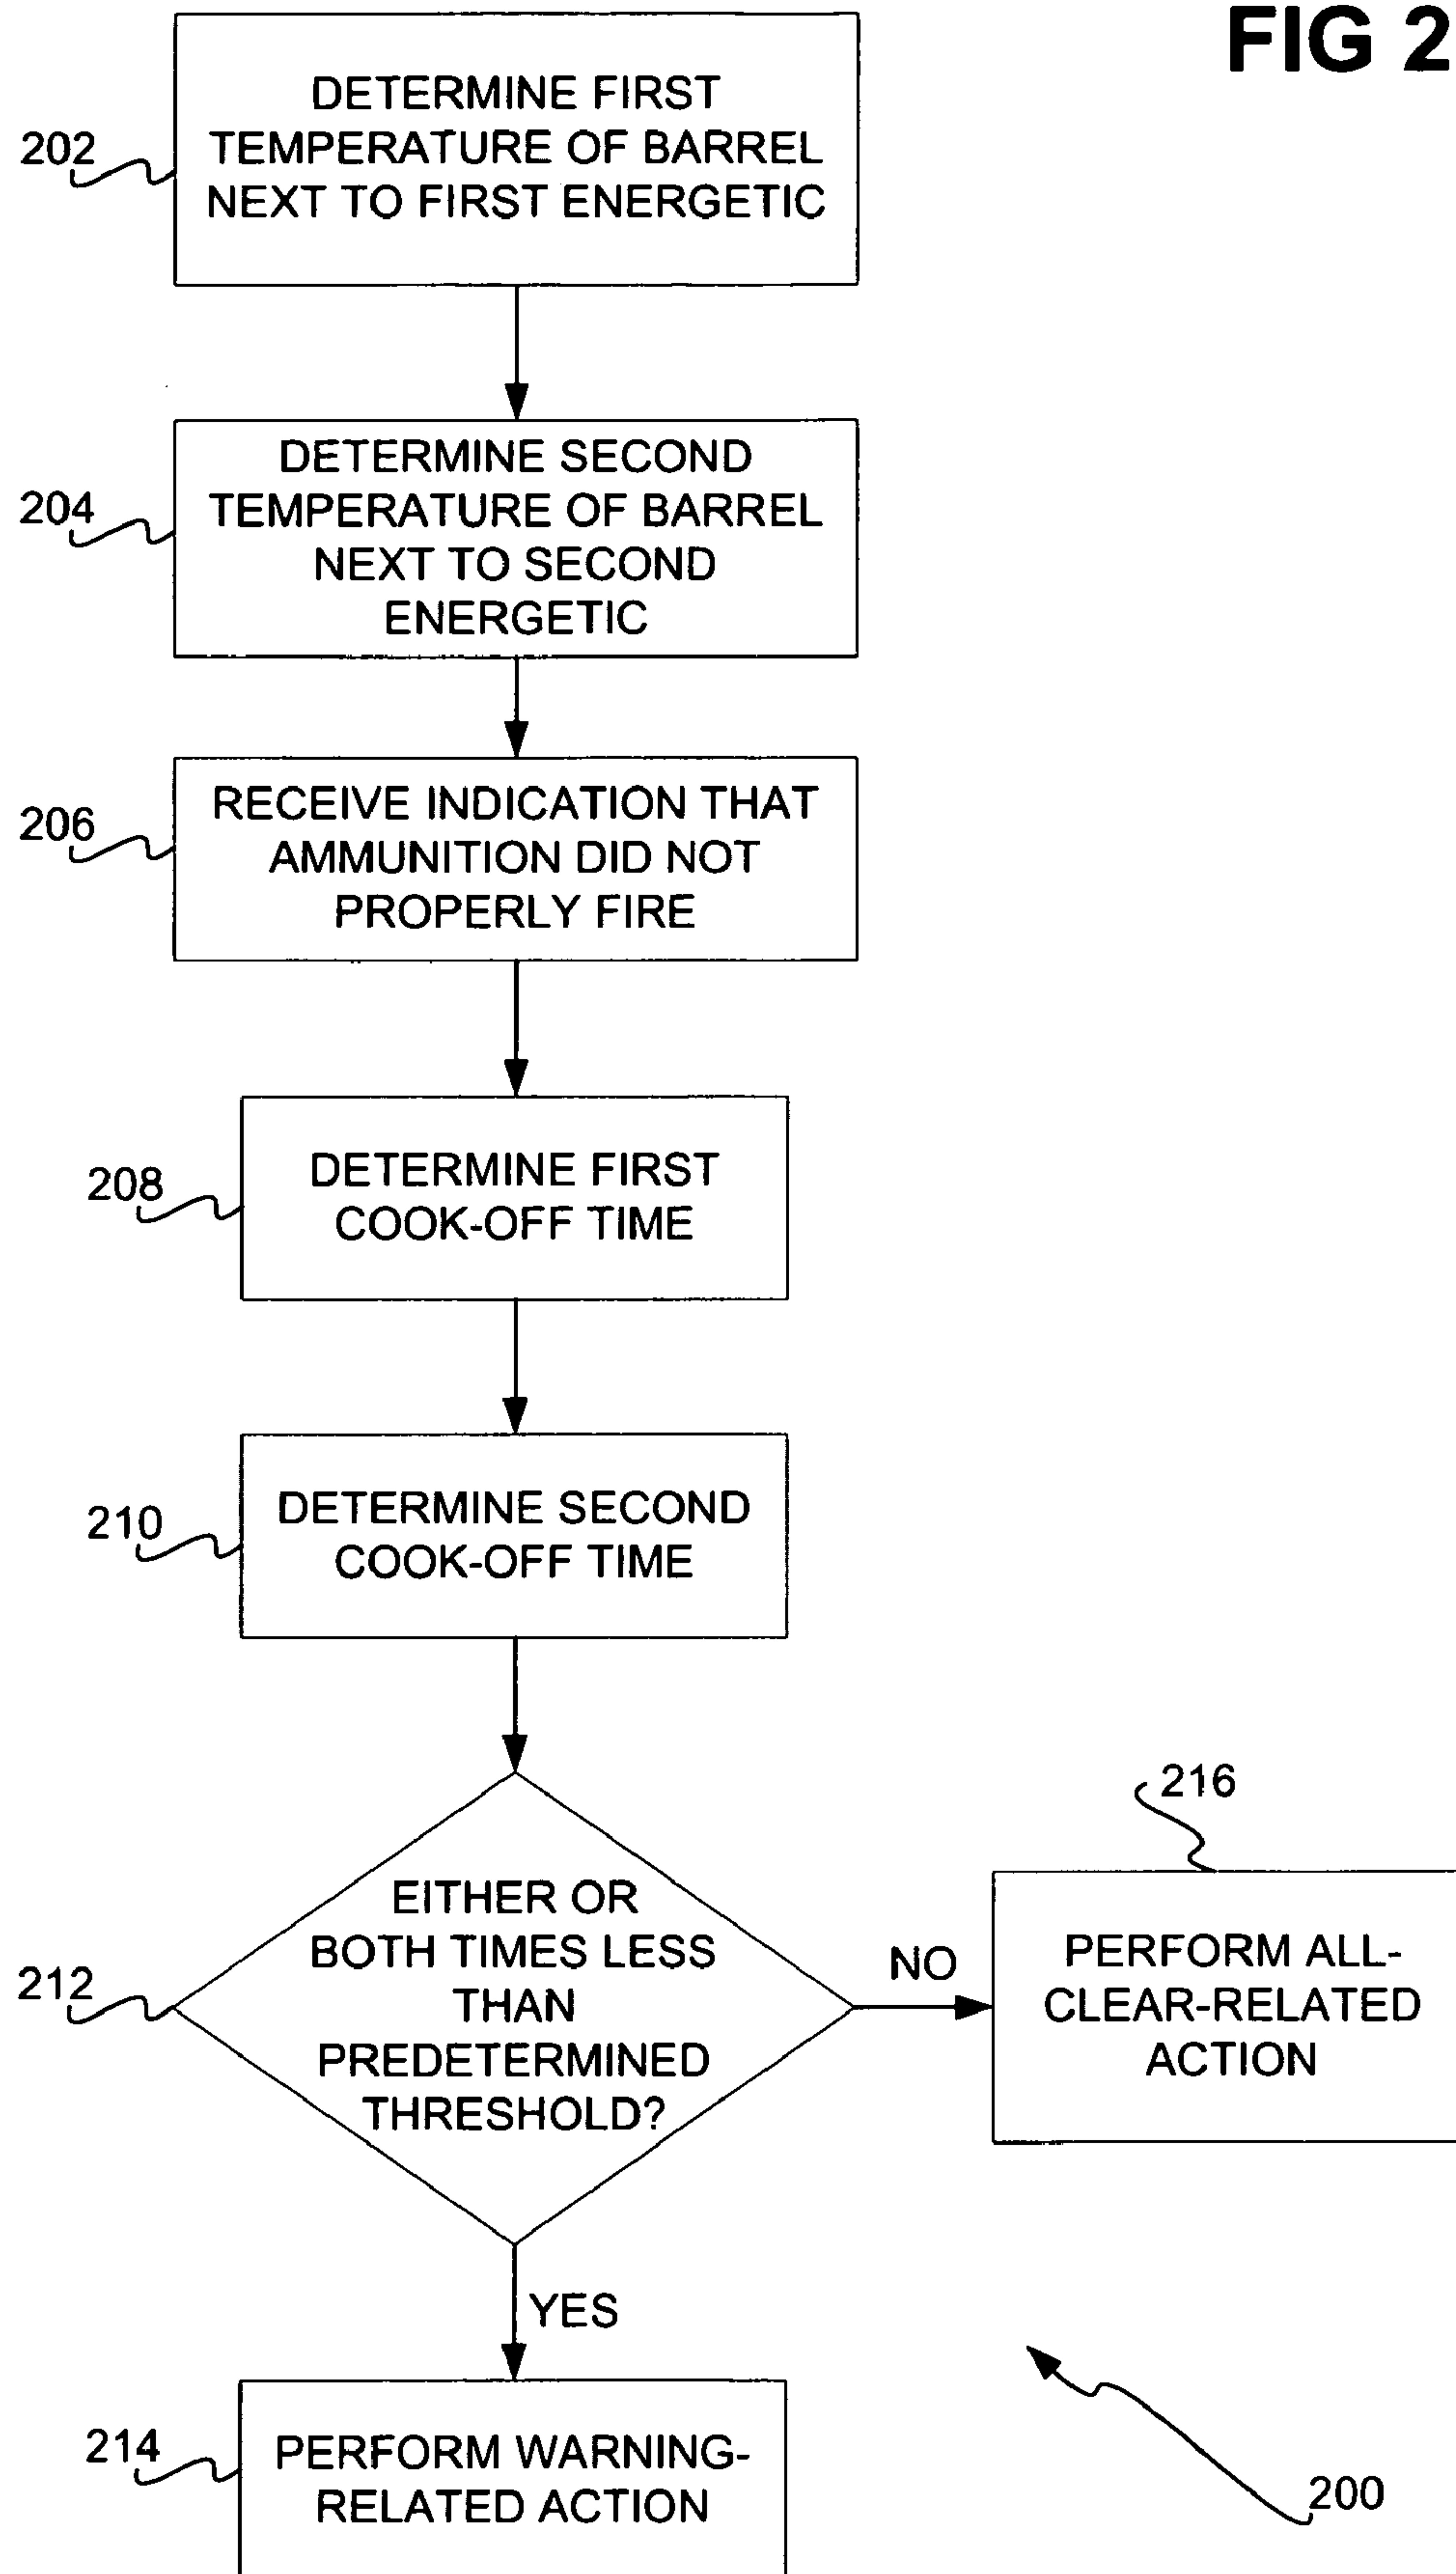 FIG 2
202
DETERMINE FIRST
TEMPERATURE OF BARREL
NEXT TO FIRST ENERGETIC
204
DETERMINE SECOND
TEMPERATURE OF BARREL
NEXT TO SECOND
ENERGETIC
206
RECEIVE INDICATION THAT
AMMUNITION DID NOT
PROPERLY FIRE
208
DETERMINE FIRST
COOK-OFF TIME
210
DETERMINE SECOND
COOK-OFF TIME
212
EITHER OR
BOTH TIMES LESS
THAN
PREDETERMINED
THRESHOLD?
NO
216
PERFORM ALL-
CLEAR-RELATED
ACTION
YES
214
PERFORM WARNING-
RELATED ACTION
200